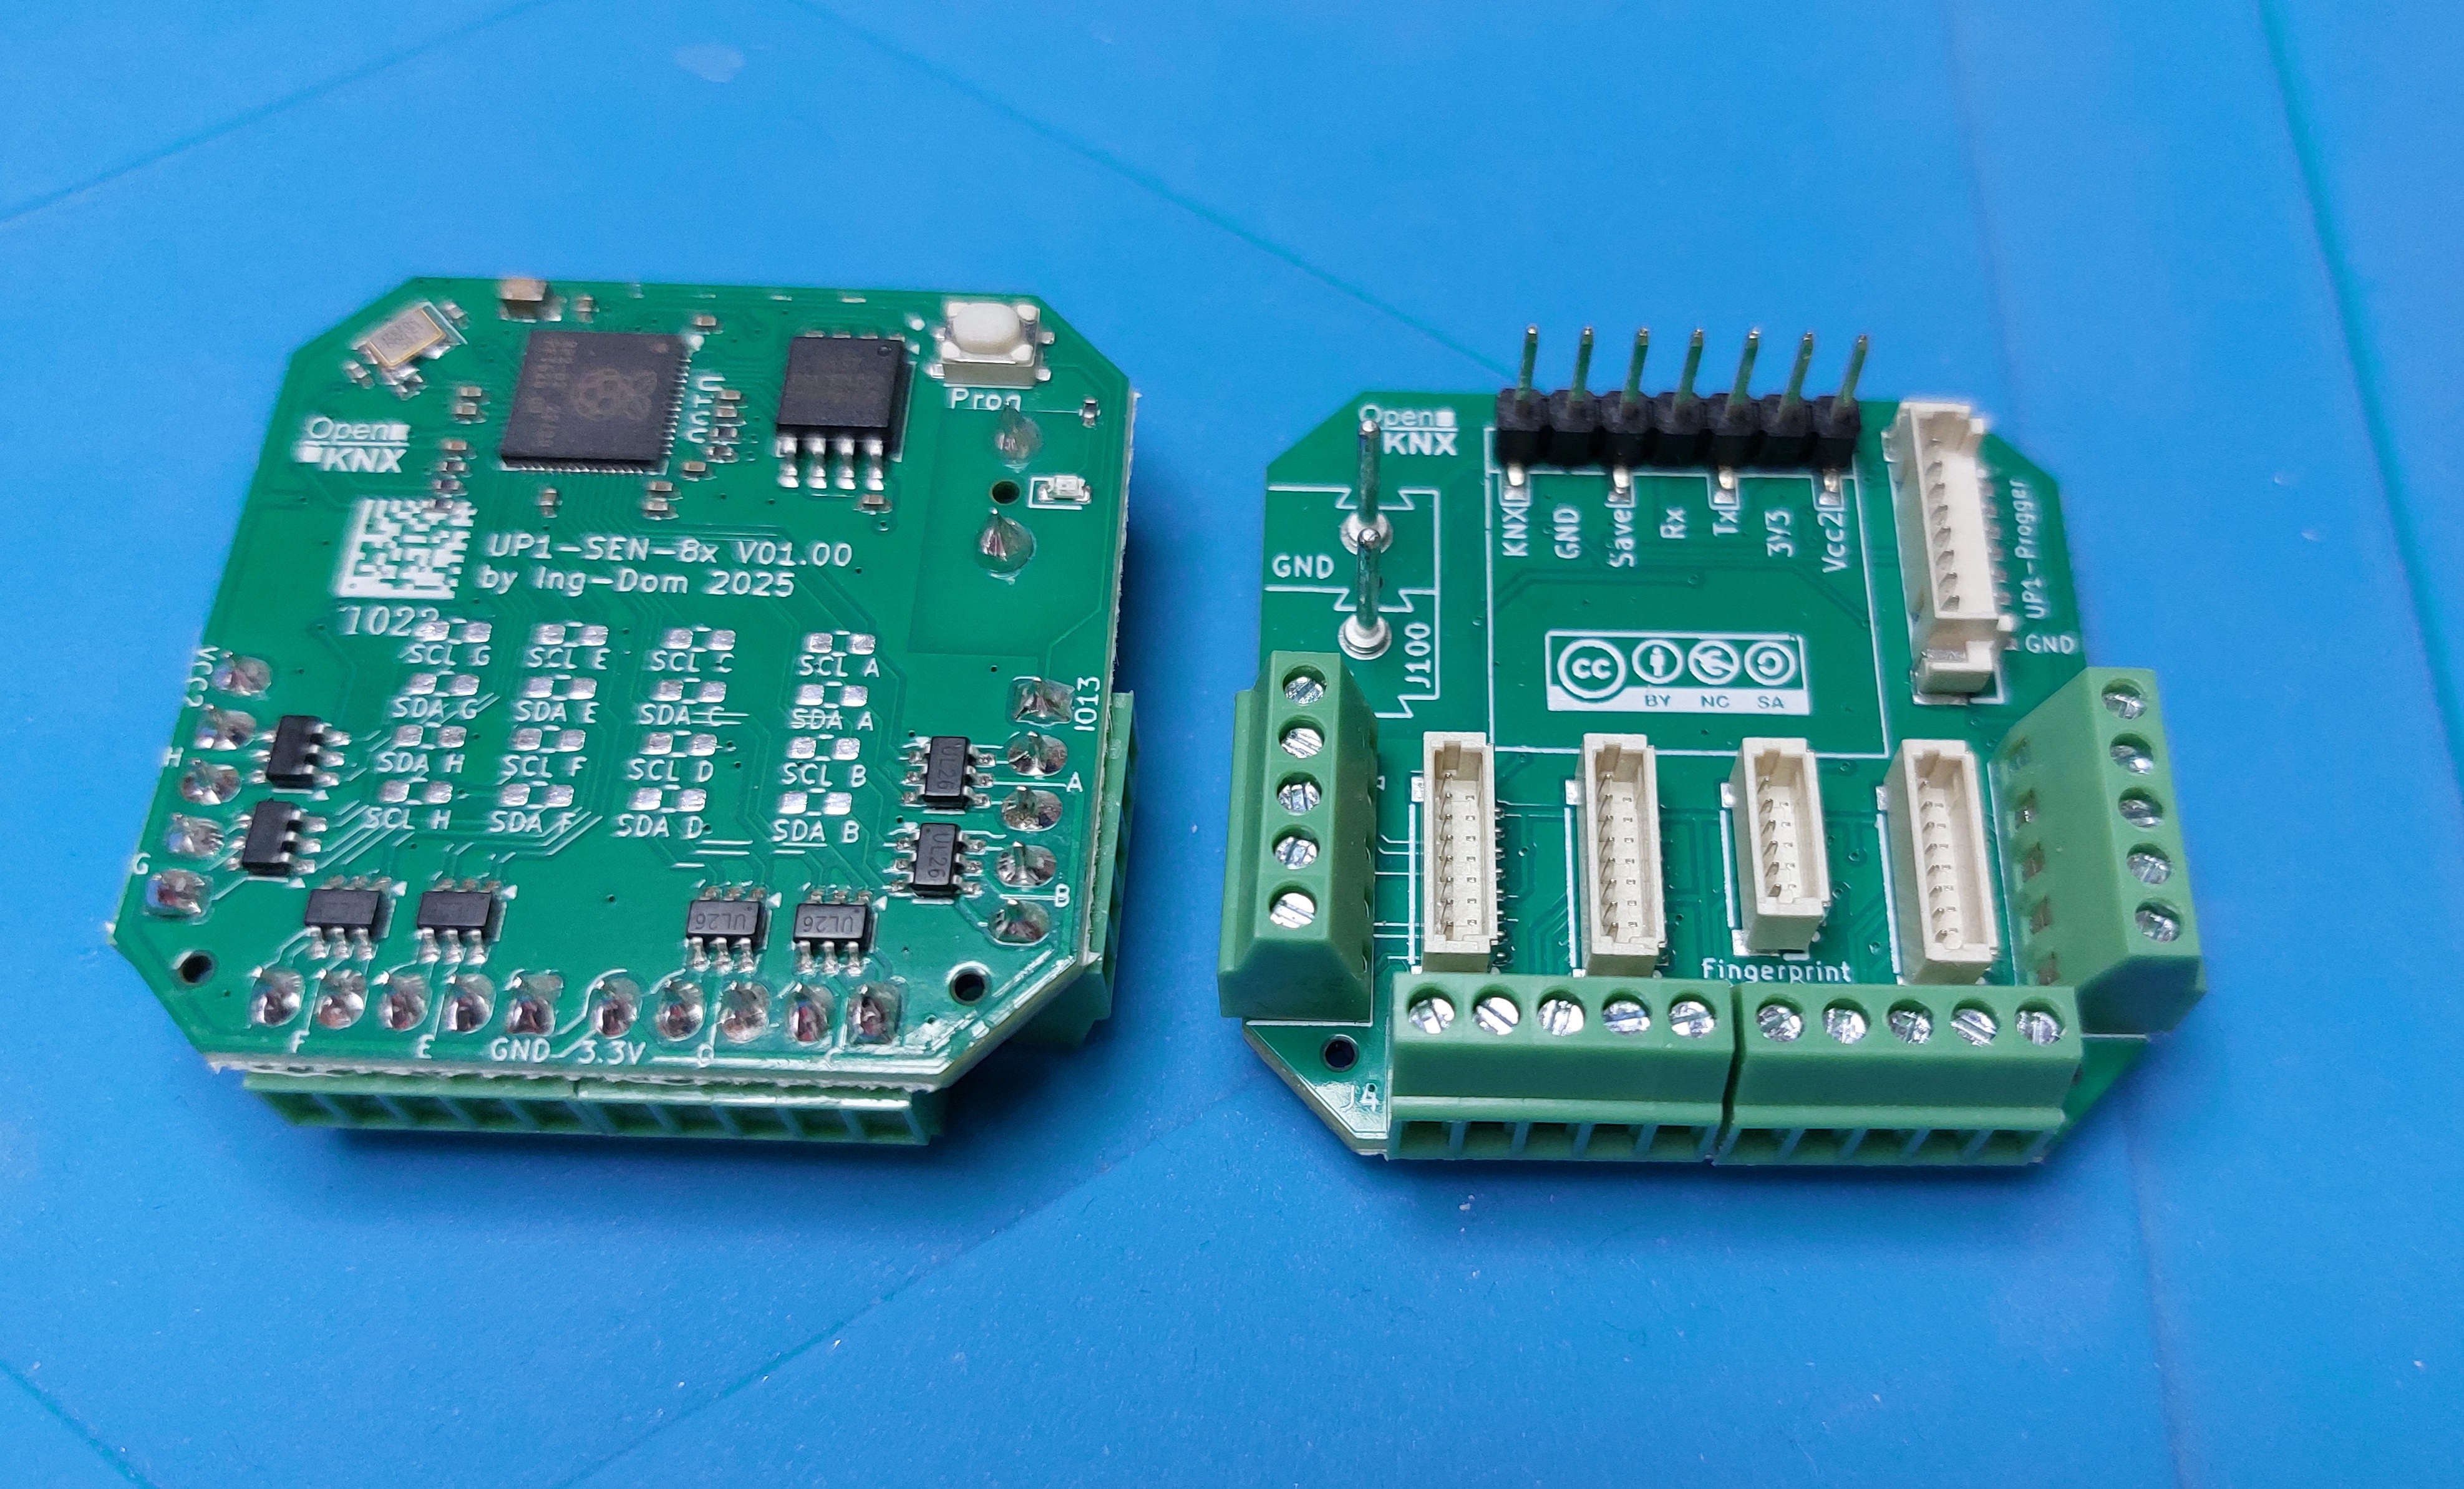 Prog
Open
KNX
UP1-SEN-8x V01.00
by Ing-Dom 2025
1022
SCL G
SCL E
SCL C
SCL A
SDA G
SDA E
SDA C
SDA A
SDA H
SCL F
SCL D
SCL B
SCL H
SDA F
SDA D
SDA B
VCC2
H
G
IO13
A
B
UL26
UL26
UL26
UL26
F
E
GND
3.3V
Open
KNX
KNX
GND
Save
Rx
Tx
3V3
Vcc2
UP1-Progger
GND
GND
J100
cc
BY NC SA
Fingerprint
J4